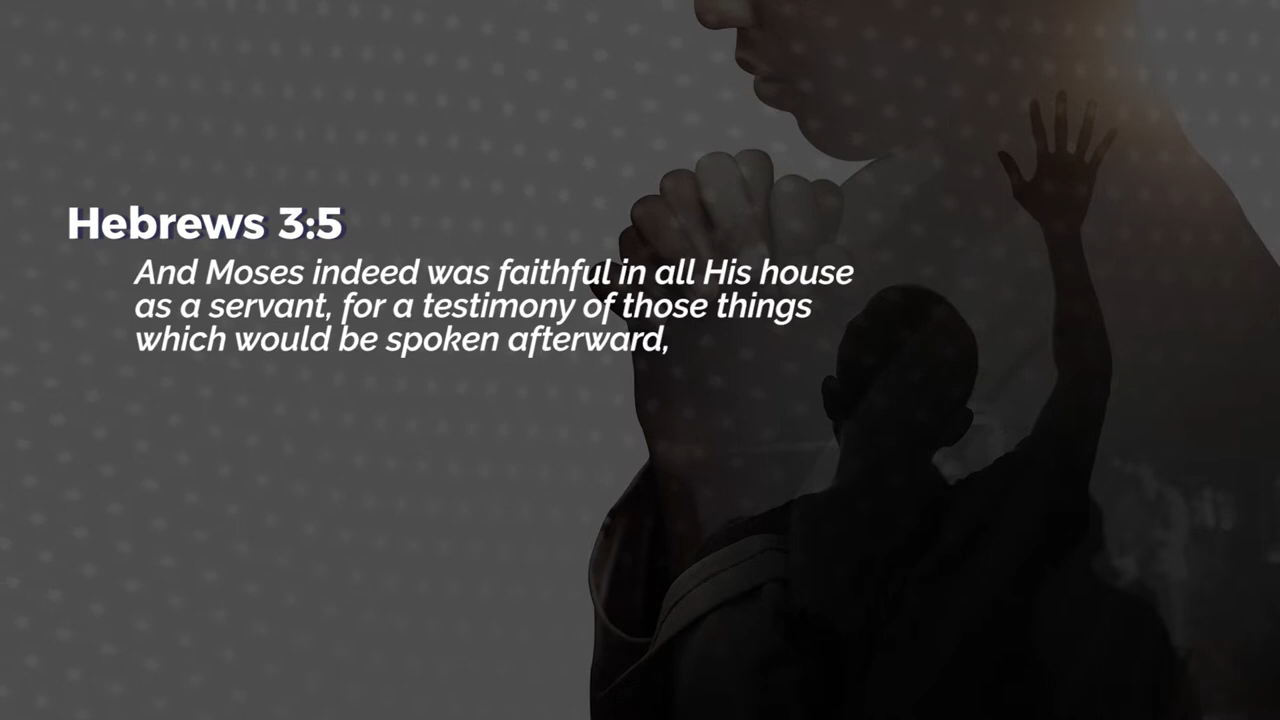 Hebrews 3:5
And Moses indeed was faithful in all His house
as a servant, for a testimony of those things
which would be spoken afterward,